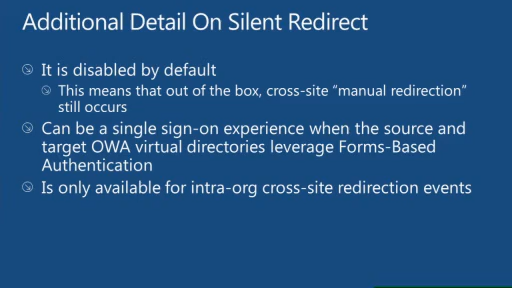 Additional Detail On Silent Redirect
It is disabled by default
This means that out of the box, cross-site “manual redirection”
still occurs
Can be a single sign-on experience when the source and
target OWA virtual directories leverage Forms-Based
Authentication
Is only available for intra-org cross-site redirection events